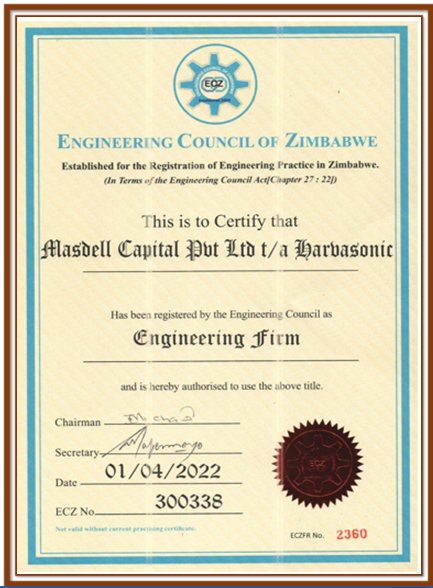 ECZ
ENGINEERING COUNCIL OF ZIMBABWE
Established for the Registration of Engineering Practice in Zimbabwe.
(In Terms of the Engineering Council Act[Chapter 27 : 22])
This is to Certify that
Masdell Capital Pvt Ltd t/a Harvasonic
Has been registered by the Engineering Council as
Engineering Firm
and is hereby authorised to use the above title.
Chairman
Secretary
Date 01/04/2022
ECZ No. 300338
Not valid without current practising certificate.
ECZ
ECZFR No. 2360